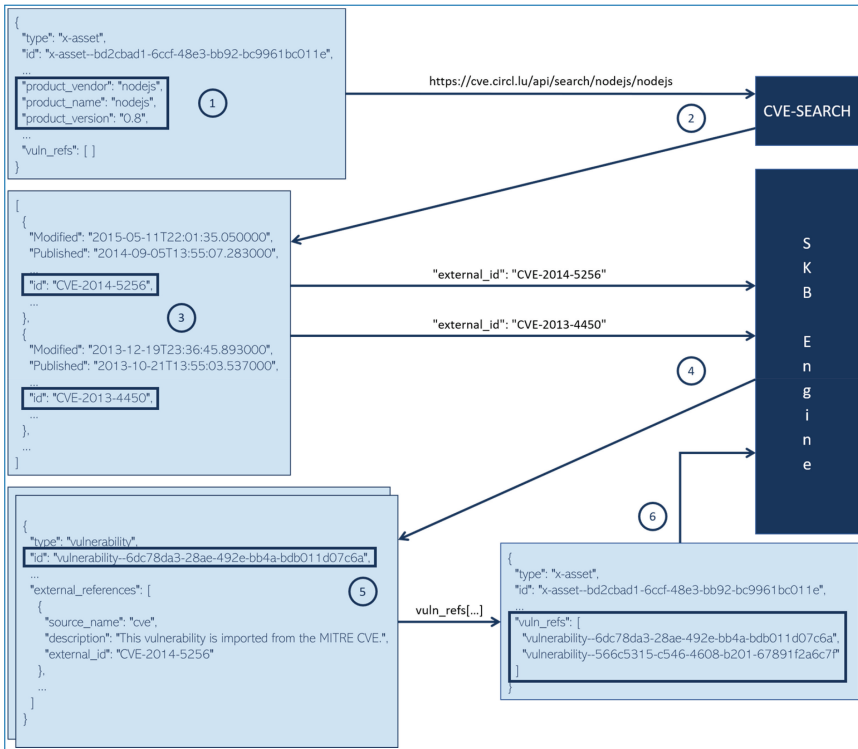 {
"type": "x-asset",
"id": "x-asset--bd2cbad1-6ccf-48e3-bb92-bc9961bc011e",
...
"product_vendor": "nodejs",
"product_name": "nodejs",
"product_version": "0.8",
...
"vuln_refs": [ ]
}
1
https://cve.circl.lu/api/search/nodejs/nodejs
CVE-SEARCH
2
[
{
"Modified": "2015-05-11T22:01:35.050000",
"Published": "2014-09-05T13:55:07.283000",
...
"id": "CVE-2014-5256",
...
},
{
"Modified": "2013-12-19T23:36:45.893000",
"Published": "2013-10-21T13:55:03.537000",
...
"id": "CVE-2013-4450",
...
},
...
]
3
"external_id": "CVE-2014-5256"
"external_id": "CVE-2013-4450"
SKB Engine
4
{
"type": "vulnerability",
"id": "vulnerability--6dc78da3-28ae-492e-bb4a-bdb011d07c6a",
...
"external_references": [
{
"source_name": "cve",
"description": "This vulnerability is imported from the MITRE CVE.",
"external_id": "CVE-2014-5256"
},
...
]
}
5
vuln_refs[...]
6
{
"type": "x-asset",
"id": "x-asset--bd2cbad1-6ccf-48e3-bb92-bc9961bc011e",
...
"vuln_refs": [
"vulnerability--6dc78da3-28ae-492e-bb4a-bdb011d07c6a",
"vulnerability--566c5315-c546-4608-b201-67891f2a6c7f"
]
}